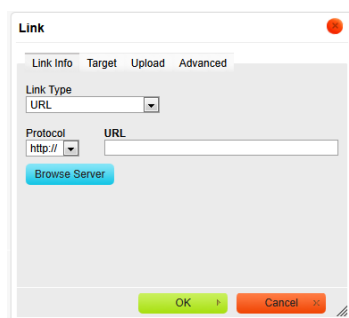 Link
Link Info Target Upload Advanced
Link Type
URL
Protocol URL
http://
Browse Server
OK Cancel